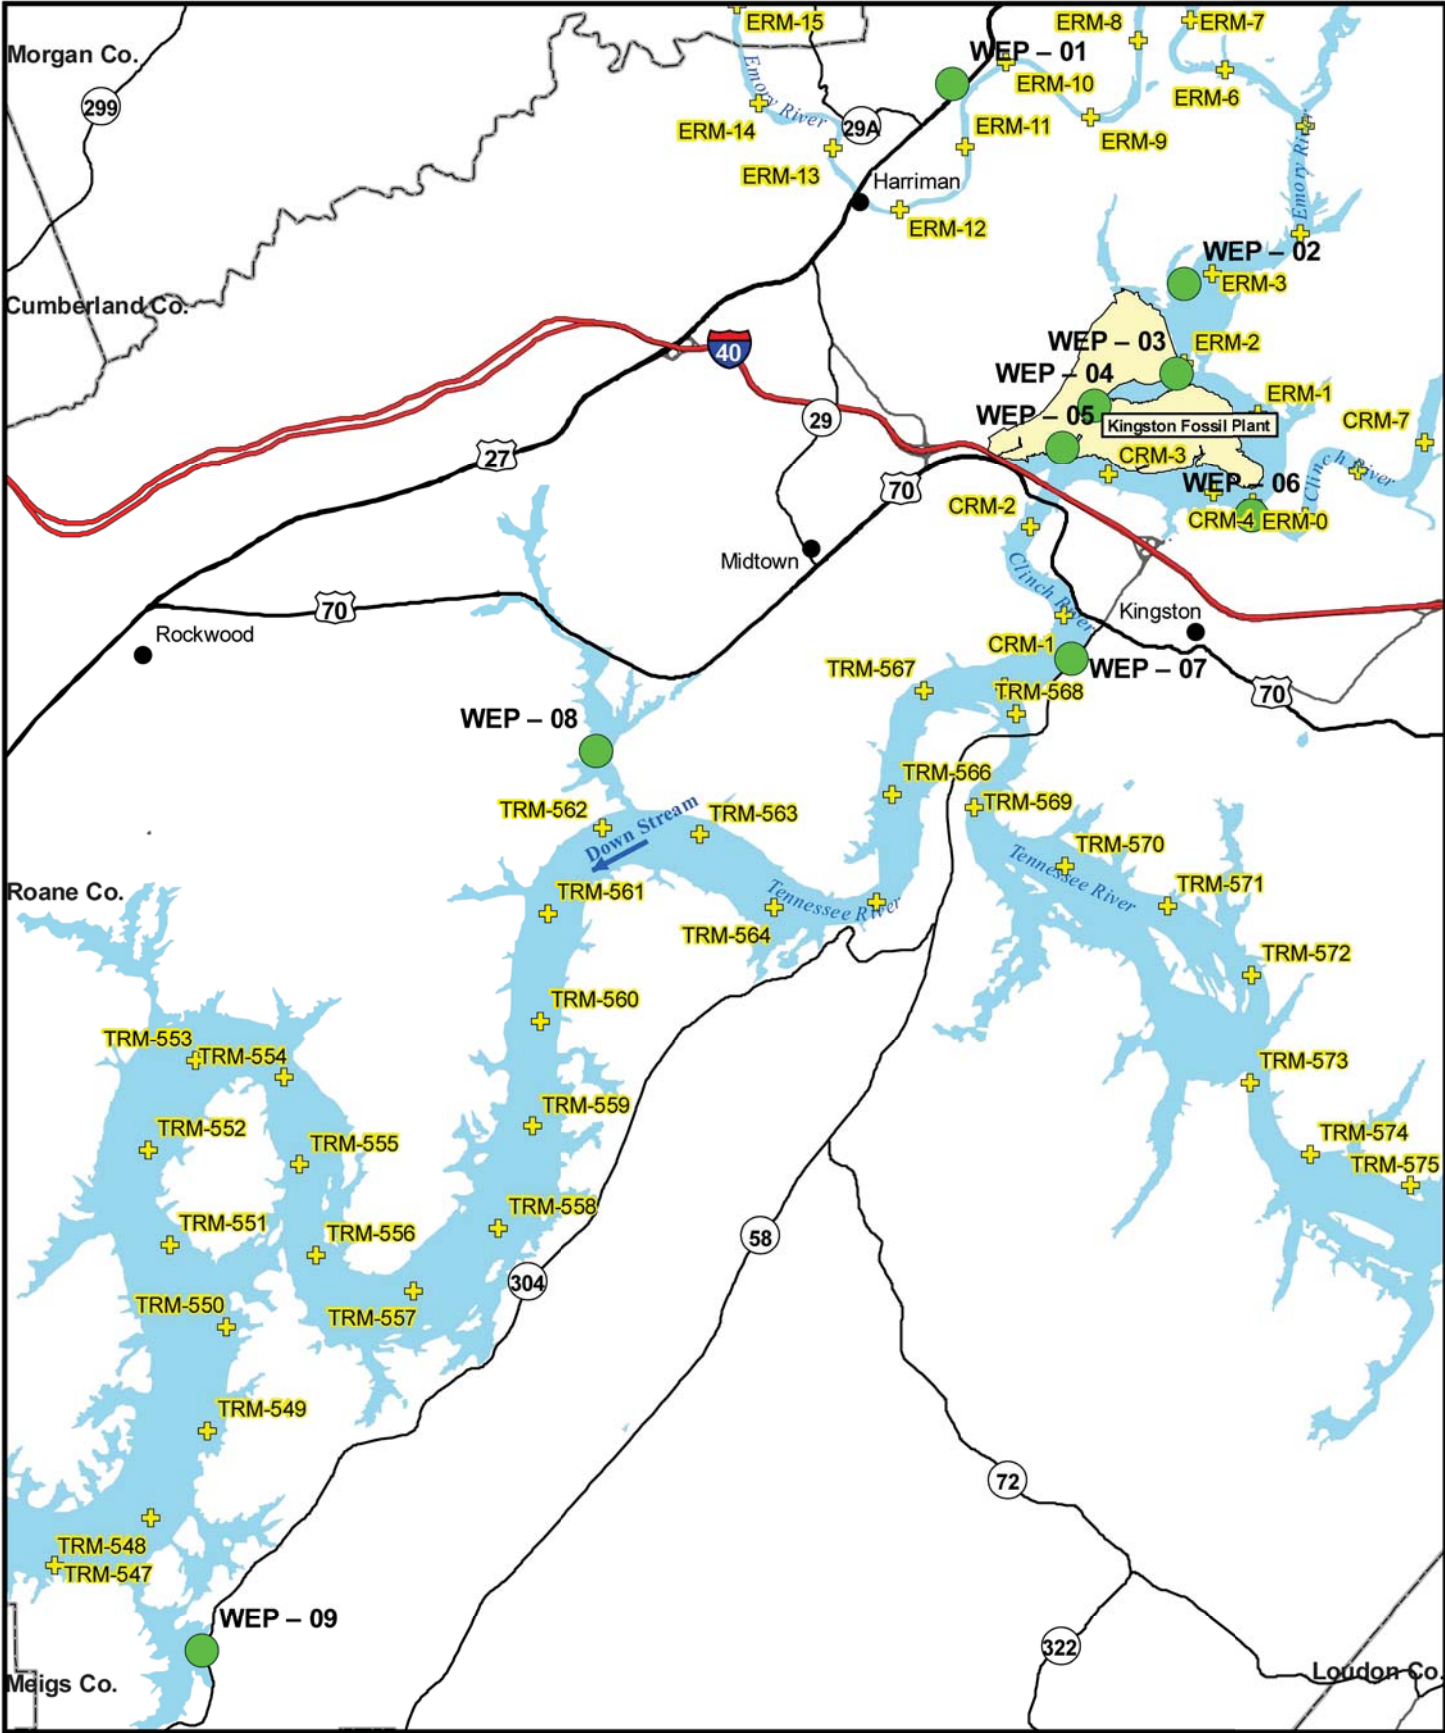 ERM-15
ERM-8
ERM-7
Morgan Co.
WEP – 01
299
ERM-10
ERM-6
Emory River
ERM-14
29A
ERM-11
ERM-9
ERM-13
Harriman
Emory River
ERM-12
WEP – 02
ERM-3
Cumberland Co.
WEP – 03
ERM-2
40
WEP – 04
ERM-1
WEP – 05
Kingston Fossil Plant
CRM-7
29
27
CRM-3
Clinch River
70
WEP – 06
CRM-2
CRM-4
ERM-0
Midtown
Clinch River
70
Kingston
Rockwood
CRM-1
WEP – 07
TRM-567
TRM-568
70
WEP – 08
TRM-566
TRM-562
TRM-563
TRM-569
Down Stream
TRM-570
Tennessee River
TRM-561
Tennessee River
TRM-571
Roane Co.
TRM-564
TRM-572
TRM-560
TRM-553
TRM-554
TRM-573
TRM-559
TRM-552
TRM-555
TRM-574
TRM-575
TRM-558
TRM-551
TRM-556
58
304
TRM-550
TRM-557
TRM-549
72
TRM-548
TRM-547
WEP – 09
322
Meigs Co.
Loudon Co.